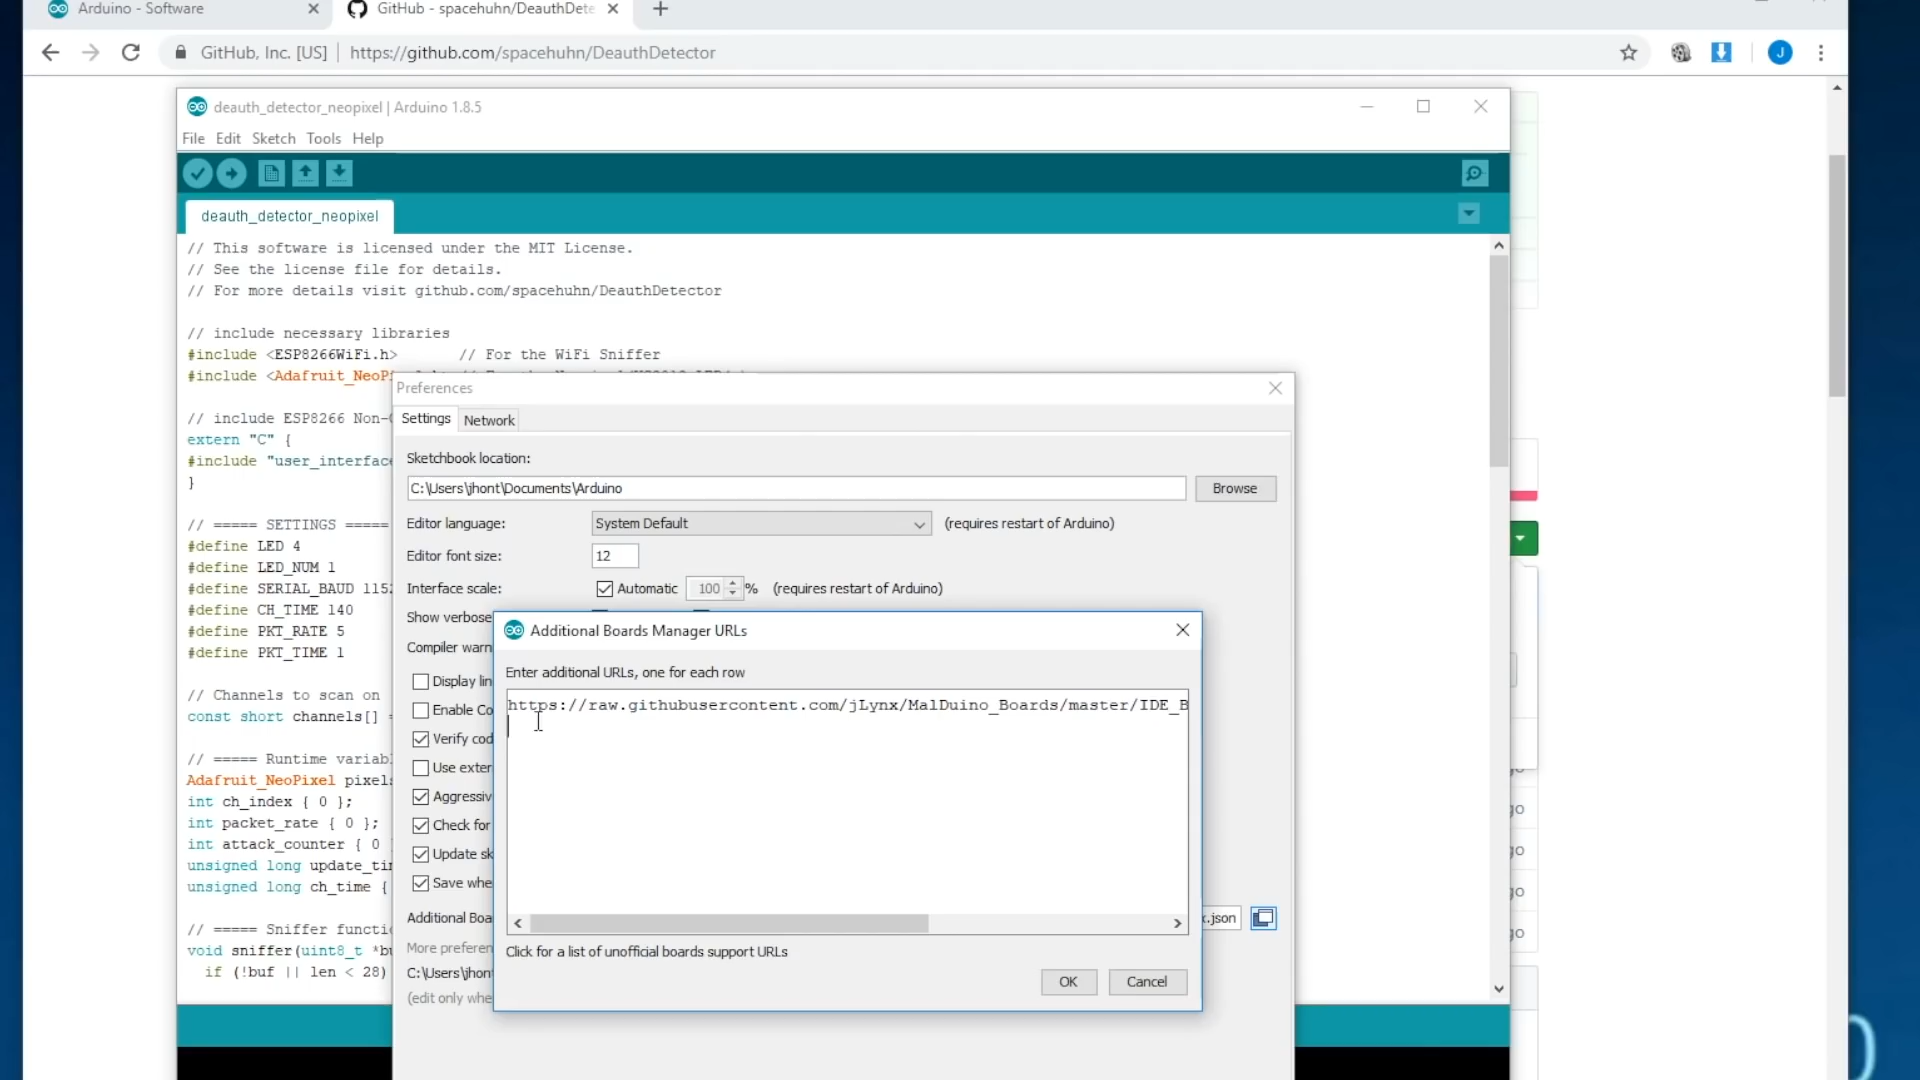 Arduino - Software
GitHub - spacehuhn/DeauthDete
GitHub, Inc. [US] | https://github.com/spacehuhn/DeauthDetector
J
deauth_detector_neopixel | Arduino 1.8.5
File Edit Sketch Tools Help
deauth_detector_neopixel
// This software is licensed under the MIT License.
// See the license file for details.
// For more details visit github.com/spacehuhn/DeauthDetector
// include necessary libraries
#include <ESP8266WiFi.h> // For the WiFi Sniffer
#include <Adafruit_NeoPi
// include ESP8266 Non-
extern "C" {
#include "user_interface
}
// ===== SETTINGS =====
#define LED 4
#define LED_NUM 1
#define SERIAL_BAUD 1152
#define CH_TIME 140
#define PKT_RATE 5
#define PKT_TIME 1
// Channels to scan on
const short channels[] =
// ===== Runtime variab
Adafruit_NeoPixel pixels
int ch_index { 0 };
int packet_rate { 0 };
int attack_counter { 0
unsigned long update_ti
unsigned long ch_time {
// ===== Sniffer functi
void sniffer(uint8_t *bu
if (!buf || len < 28)
Preferences
Settings Network
Sketchbook location:
C:\Users\jhont\Documents\Arduino Browse
Editor language: System Default (requires restart of Arduino)
Editor font size: 12
Interface scale: Automatic 100 % (requires restart of Arduino)
Show verbose
Compiler warn
Display lin
Enable Co
Verify cod
Use exter
Aggressiv
Check for
Update sk
Save whe
Additional Boa .json
More preferen
C:\Users\jhont
(edit only whe
Additional Boards Manager URLs
Enter additional URLs, one for each row
https://raw.githubusercontent.com/jLynx/MalDuino_Boards/master/IDE_B
Click for a list of unofficial boards support URLs
OK Cancel
go
go
go
go